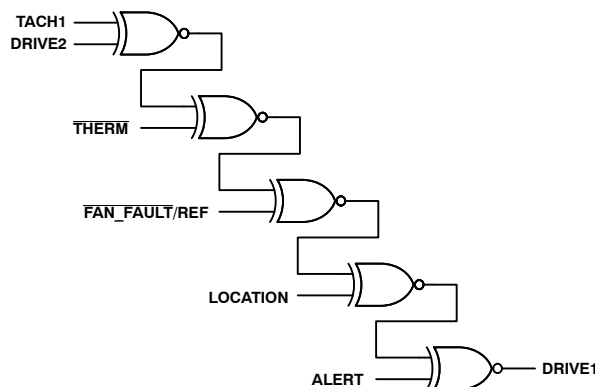 TACH1
DRIVE2
THERM
FAN_FAULT/REF
LOCATION
ALERT
DRIVE1